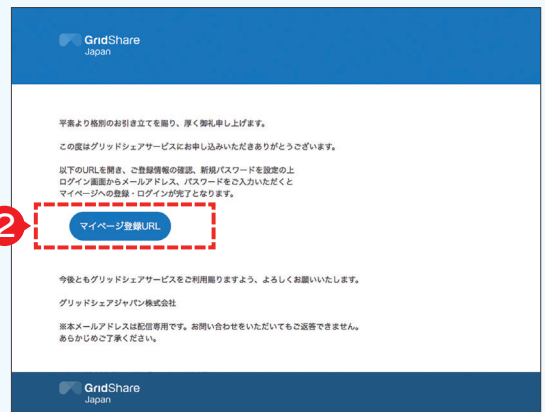 GridShare
Japan
平素より格別のお引き立てを賜り、厚く御礼申し上げます。
この度はグリッドシェアサービスにお申し込みいただきありがとうございます。
以下のURLを開き、ご登録情報の確認、新規パスワードを設定の上
ログイン画面からメールアドレス、パスワードをご入力いただくと
マイページへの登録・ログインが完了となります。
2
マイページ登録URL
今後ともグリッドシェアサービスをご利用賜りますよう、よろしくお願いいたします。
グリッドシェアジャパン株式会社
※本メールアドレスは配信専用です。お問い合わせをいただいてもご返答できません。
あらかじめご了承ください。
GridShare
Japan